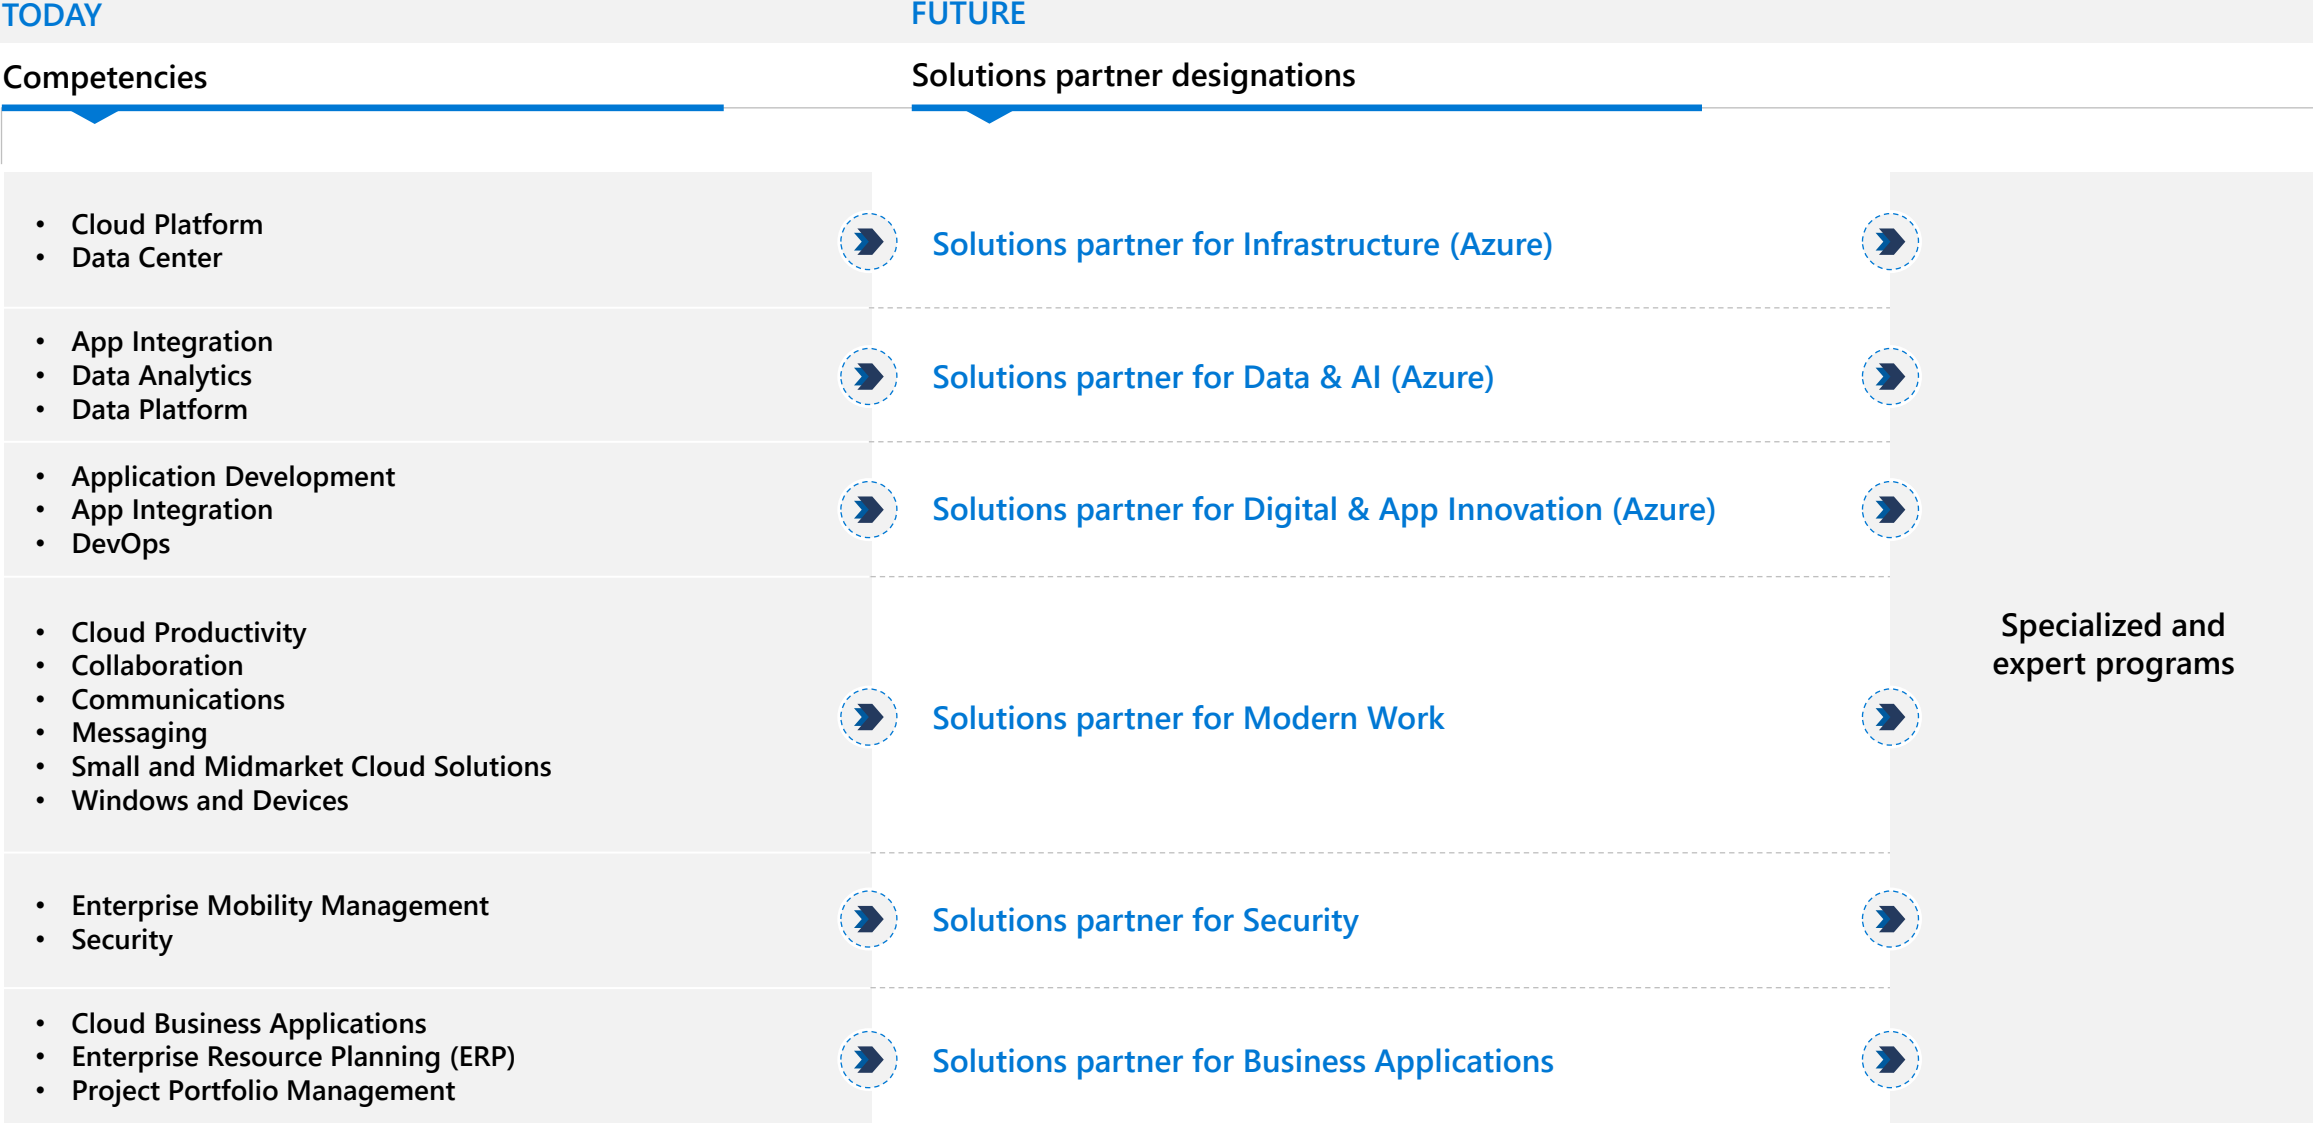 TODAY
FUTURE
Competencies
Solutions partner designations
• Cloud Platform
• Data Center
Solutions partner for Infrastructure (Azure)
• App Integration
• Data Analytics
• Data Platform
Solutions partner for Data & AI (Azure)
• Application Development
• App Integration
• DevOps
Solutions partner for Digital & App Innovation (Azure)
• Cloud Productivity
• Collaboration
• Communications
• Messaging
• Small and Midmarket Cloud Solutions
• Windows and Devices
Solutions partner for Modern Work
• Enterprise Mobility Management
• Security
Solutions partner for Security
• Cloud Business Applications
• Enterprise Resource Planning (ERP)
• Project Portfolio Management
Solutions partner for Business Applications
Specialized and
expert programs